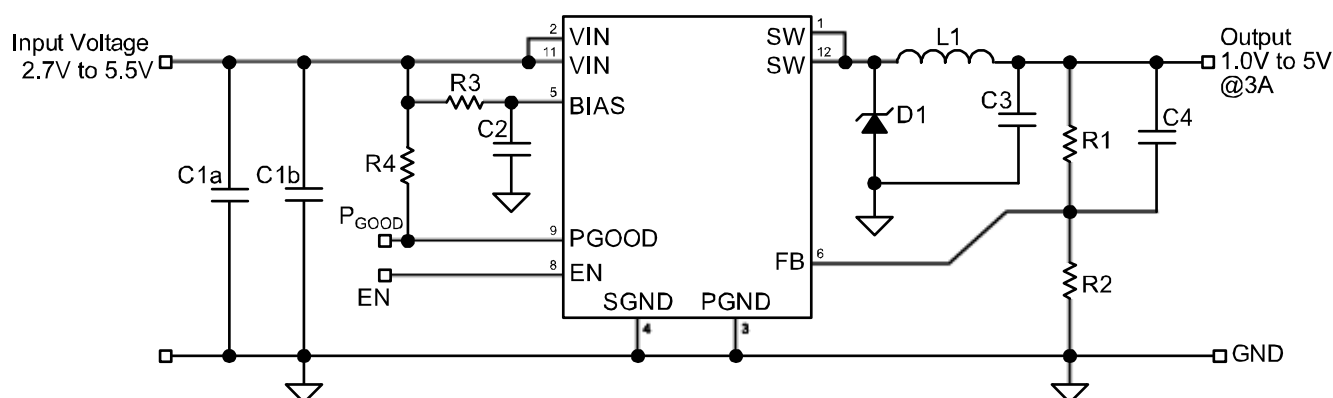 Input Voltage
2.7V to 5.5V
2
VIN
11
VIN
R3
5
BIAS
C2
R4
C1a
C1b
PGOOD
9
PGOOD
8
EN
EN
SGND
PGND
4
3
1
SW
12
SW
L1
Output
1.0V to 5V
@3A
D1
C3
R1
C4
6
FB
R2
GND